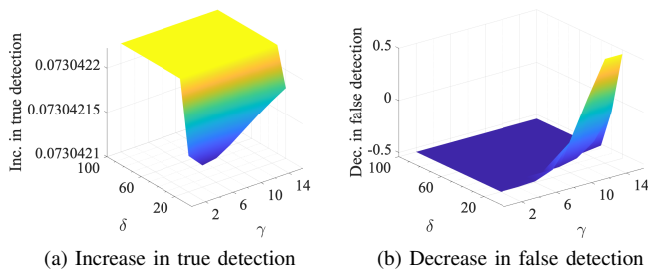 Inc. in true detection
0.0730422
0.07304215
0.0730421
100
60
20
δ
2
6
10
14
γ
(a) Increase in true detection
Dec. in false detection
0.5
0
-0.5
100
60
20
δ
2
6
10
14
γ
(b) Decrease in false detection